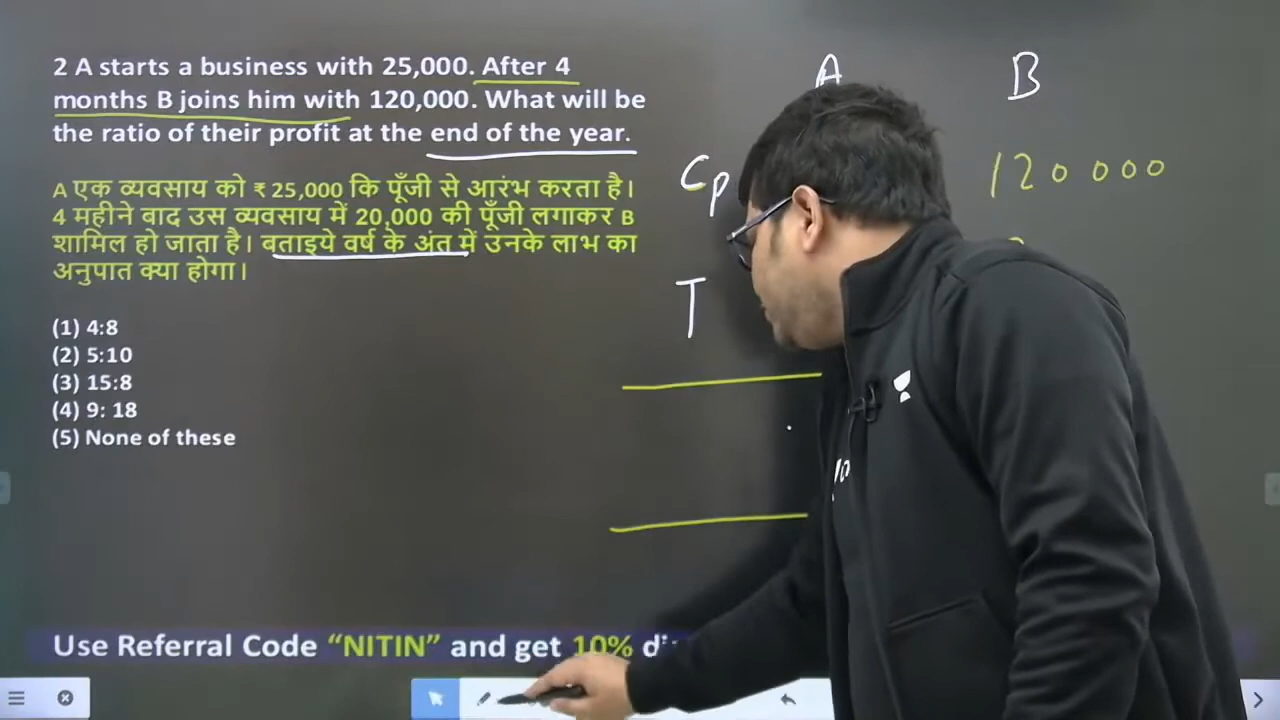 2 A starts a business with 25,000. After 4
months B joins him with 120,000. What will be
the ratio of their profit at the end of the year.
A एक व्यवसाय को ₹ 25,000 कि पूँजी से आरंभ करता है।
4 महीने बाद उस व्यवसाय में 20,000 की पूँजी लगाकर B
शामिल हो जाता है। बताइये वर्ष के अंत में उनके लाभ का
अनुपात क्या होगा।
(1) 4:8
(2) 5:10
(3) 15:8
(4) 9: 18
(5) None of these
A B
Cp 120000
T
Use Referral Code “NITIN” and get 10%